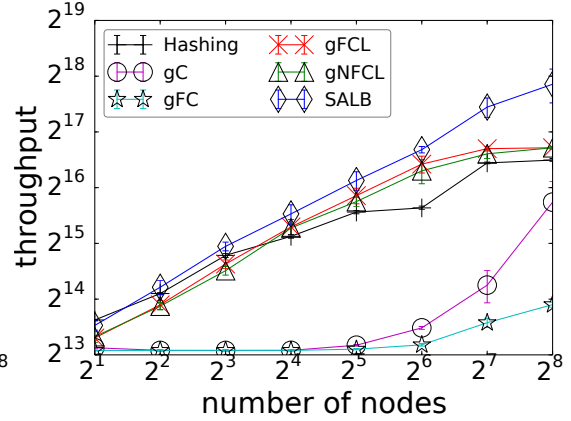 2^19
2^18
2^17
2^16
2^15
2^14
2^13
throughput
Hashing
gC
gFC
gFCL
gNFCL
SALB
8
2^1 2^2 2^3 2^4 2^5 2^6 2^7 2^8
number of nodes